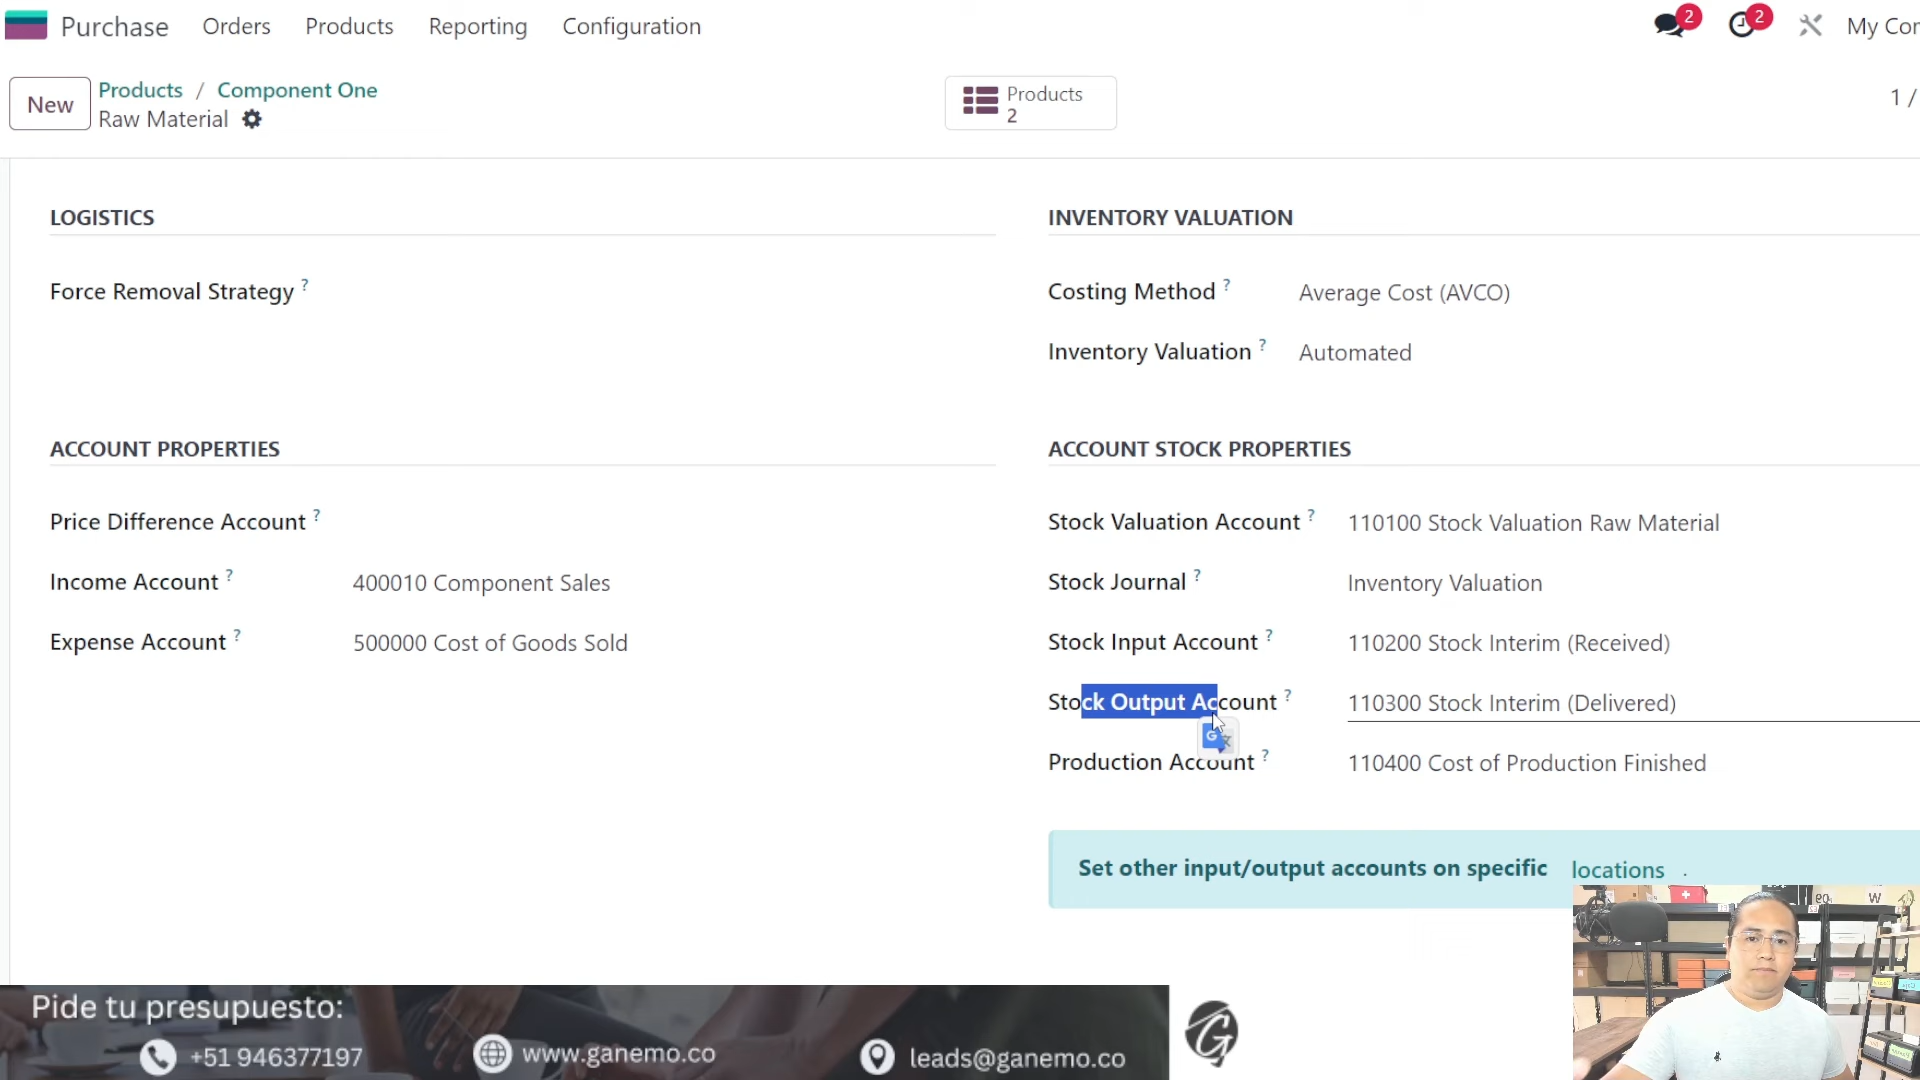 Purchase Orders Products Reporting Configuration 2 2 My Cor
New
Products / Component One
Raw Material
Products
2
1 /
LOGISTICS
Force Removal Strategy ?
INVENTORY VALUATION
Costing Method ? Average Cost (AVCO)
Inventory Valuation ? Automated
ACCOUNT PROPERTIES
Price Difference Account ?
Income Account ? 400010 Component Sales
Expense Account ? 500000 Cost of Goods Sold
ACCOUNT STOCK PROPERTIES
Stock Valuation Account ? 110100 Stock Valuation Raw Material
Stock Journal ? Inventory Valuation
Stock Input Account ? 110200 Stock Interim (Received)
Stock Output Account ? 110300 Stock Interim (Delivered)
Production Account ? 110400 Cost of Production Finished
Set other input/output accounts on specific locations .
Pide tu presupuesto:
+51 946377197 www.ganemo.co leads@ganemo.co
G
W